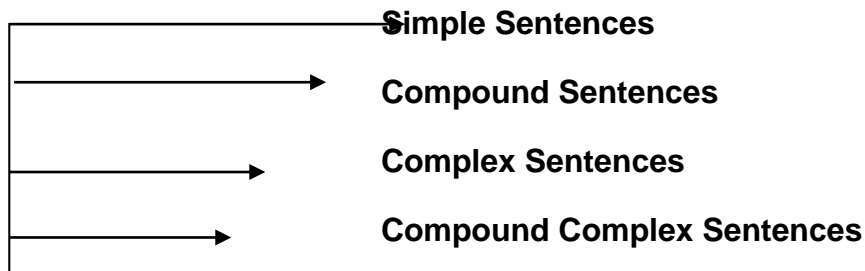 Simple Sentences
Compound Sentences
Complex Sentences
Compound Complex Sentences